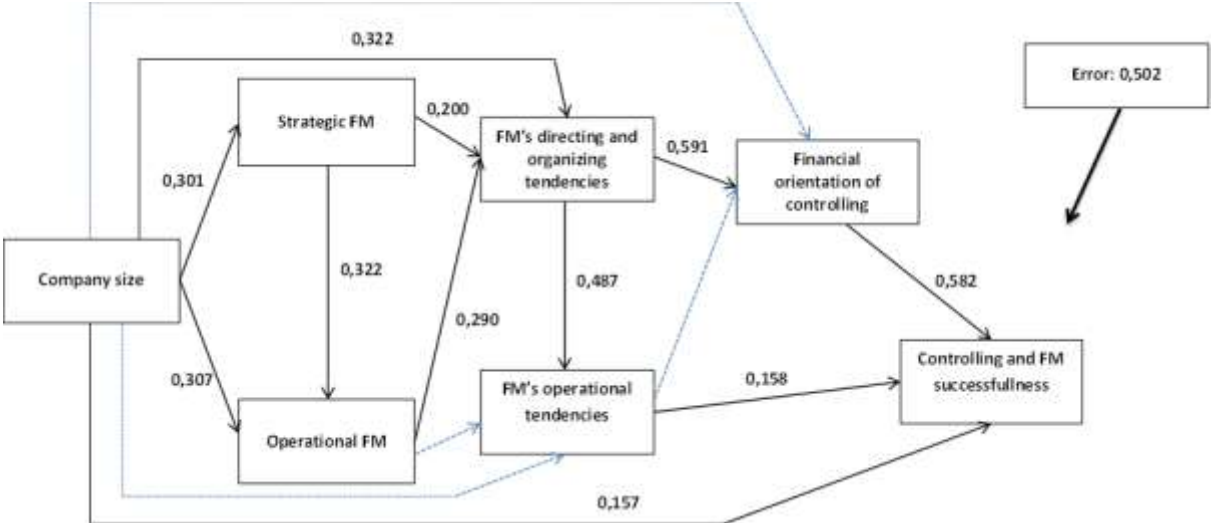 0,322
Error: 0,502
Strategic FM
0,200
FM's directing and
organizing
tendencies
0,591
Financial
orientation of
controlling
0,301
Company size
0,322
0,487
0,582
0,290
0,307
Controlling and FM
successfullness
FM's operational
tendencies
0,158
Operational FM
0,157